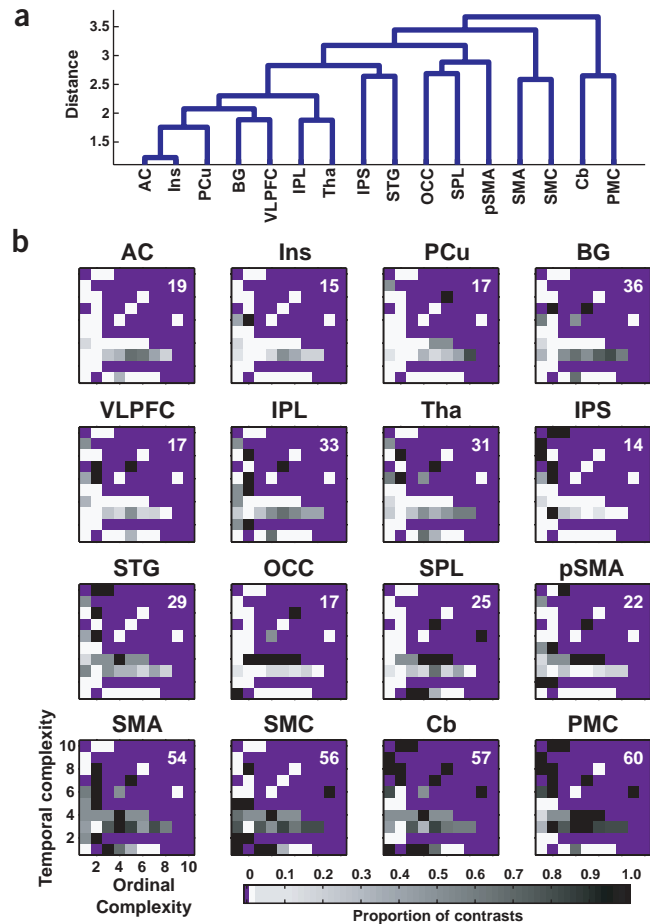 a
3.5
3
2.5
2
1.5
Distance
AC Ins PCu BG VLPFC IPL Tha IPS STG OCC SPL pSMA SMA SMC Cb PMC
b
AC Ins PCu BG
19 15 17 36
VLPFC IPL Tha IPS
17 33 31 14
STG OCC SPL pSMA
29 17 25 22
SMA SMC Cb PMC
54 56 57 60
Temporal complexity
10
8
6
4
2
2 4 6 8 10
Ordinal
Complexity
0 0.1 0.2 0.3 0.4 0.5 0.6 0.7 0.8 0.9 1.0
Proportion of contrasts